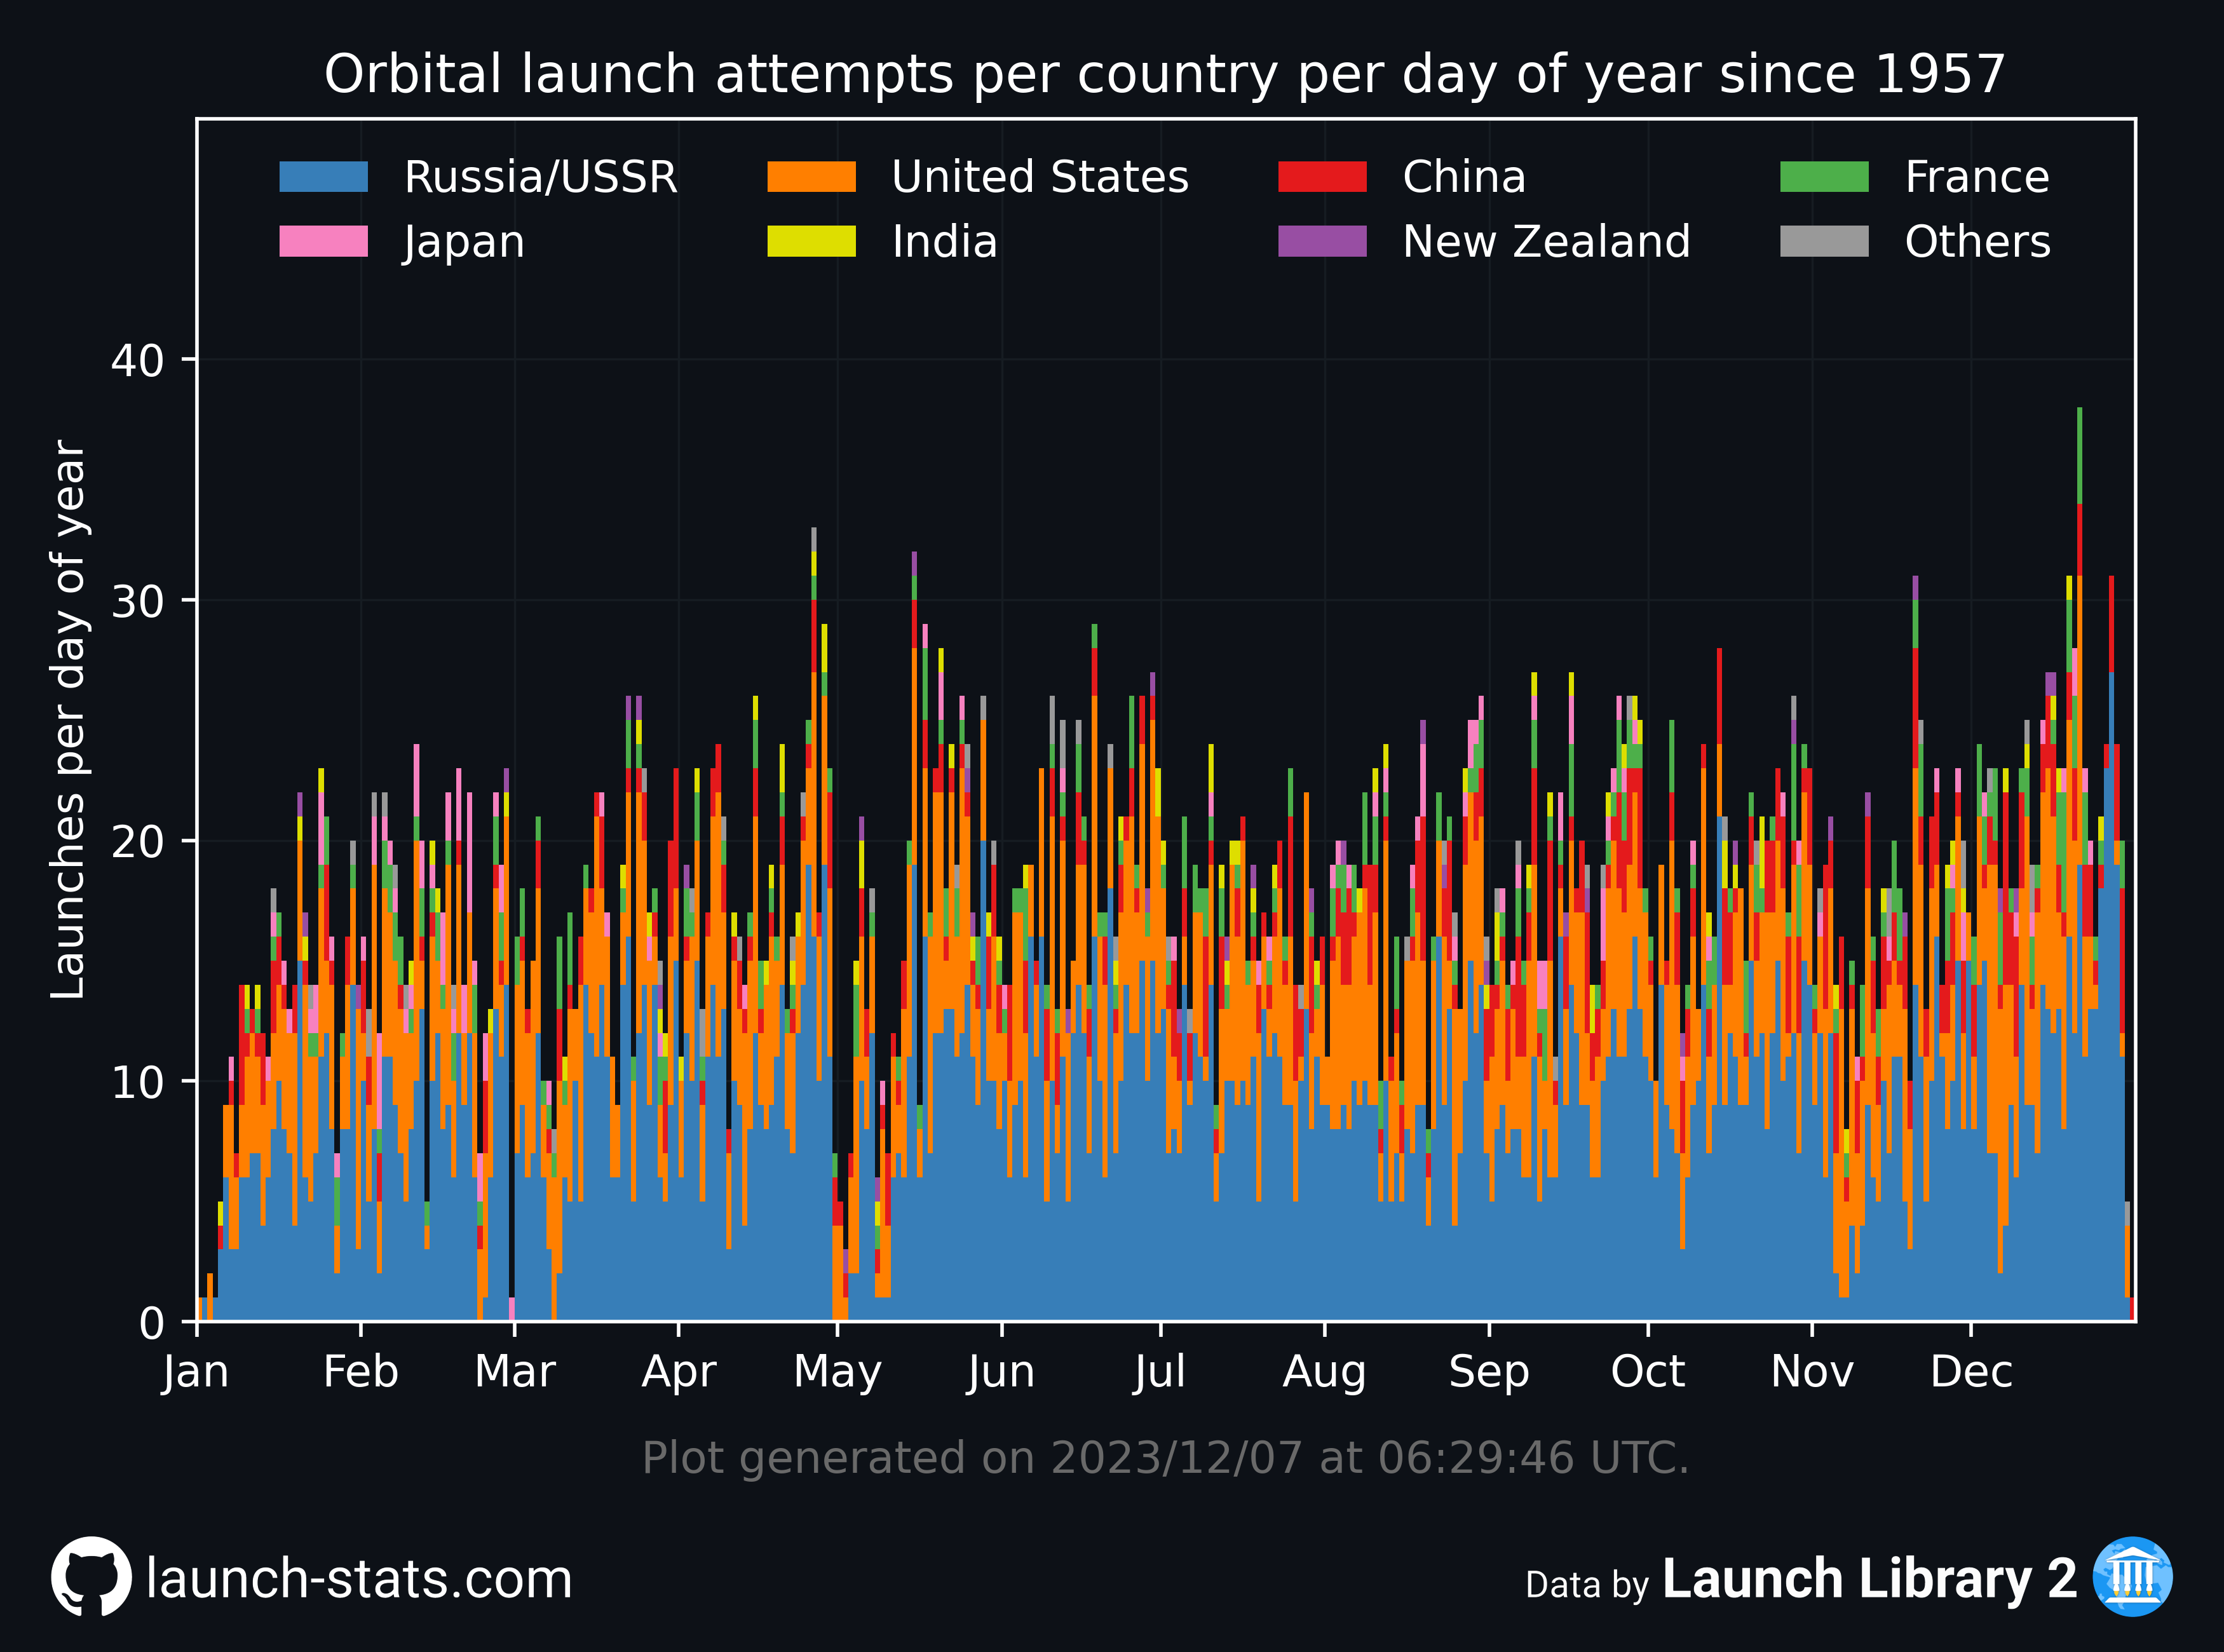 Orbital launch attempts per country per day of year since 1957
Russia/USSR United States China France
Japan India New Zealand Others
Launches per day of year
40
30
20
10
0
Jan Feb Mar Apr May Jun Jul Aug Sep Oct Nov Dec
Plot generated on 2023/12/07 at 06:29:46 UTC.
launch-stats.com
Data by Launch Library 2